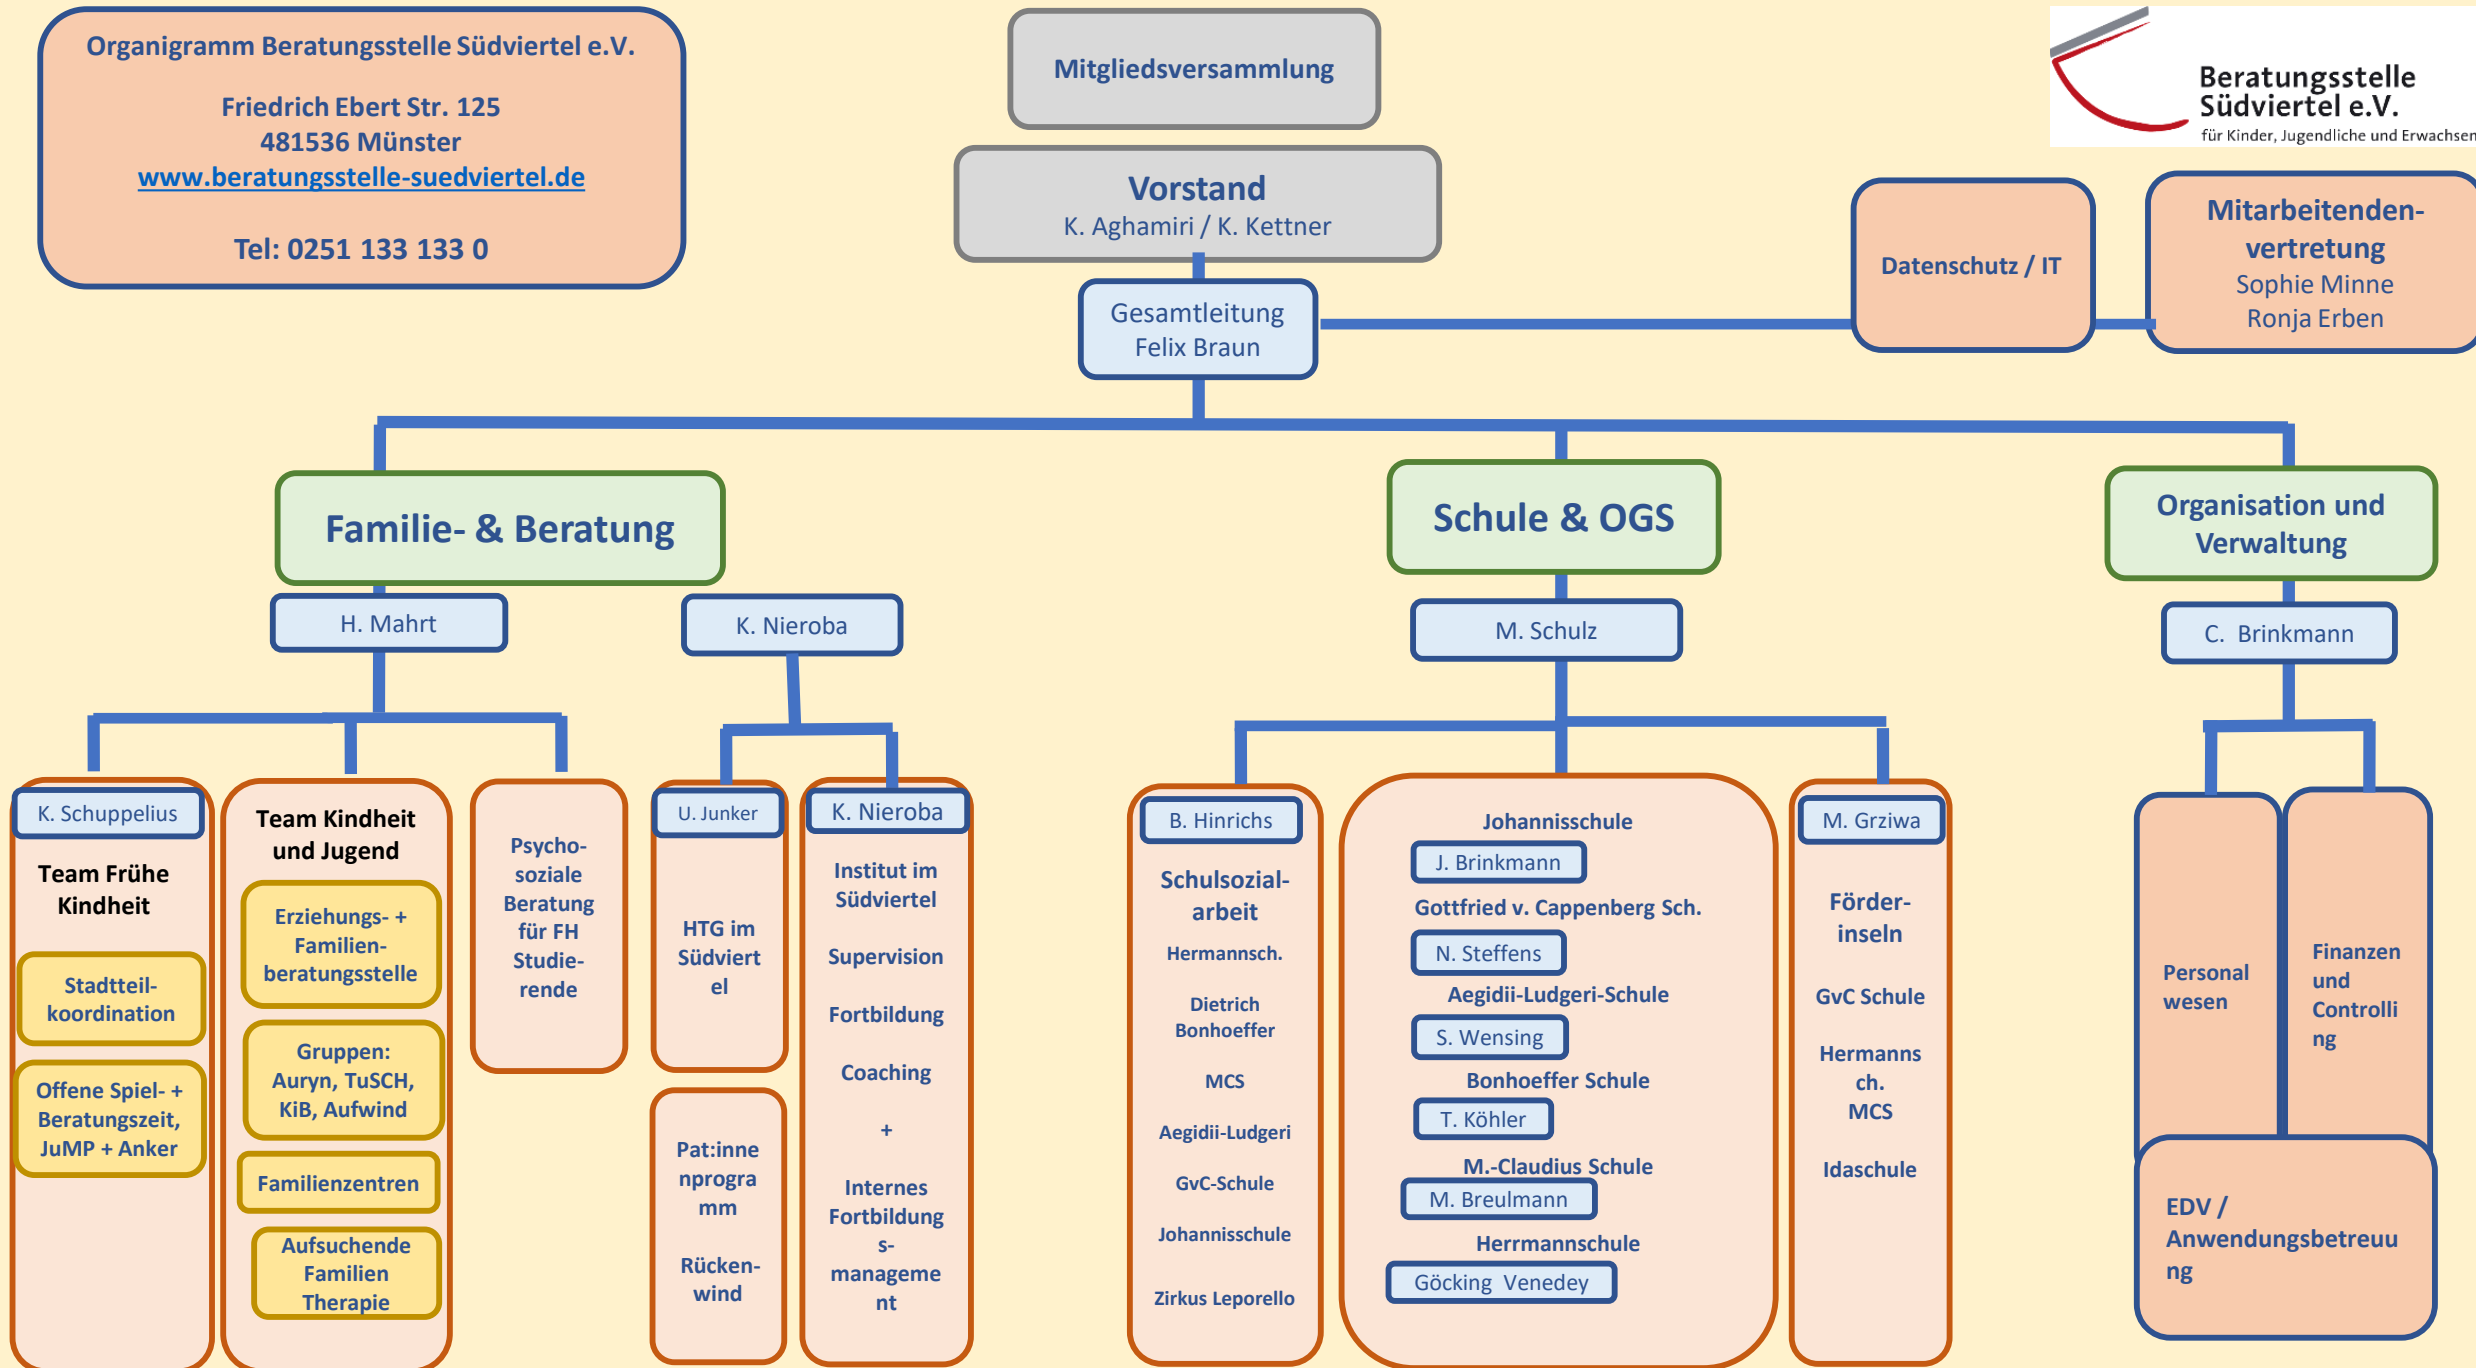 Organigramm Beratungsstelle Südviertel e.V.
Friedrich Ebert Str. 125
481536 Münster
www.beratungsstelle-suedviertel.de
Tel: 0251 133 133 0
Mitgliedsversammlung
Vorstand
K. Aghamiri / K. Kettner
Gesamtleitung
Felix Braun
Beratungsstelle
Südviertel e.V.
für Kinder, Jugendliche und Erwachsen
Datenschutz / IT
Mitarbeitenden-
vertretung
Sophie Minne
Ronja Erben
Familie- & Beratung
H. Mahrt
K. Nieroba
K. Schuppelius
Team Frühe
Kindheit
Stadtteil-
koordination
Offene Spiel- +
Beratungszeit,
JuMP + Anker
Team Kindheit
und Jugend
Erziehungs- +
Familien-
beratungsstelle
Gruppen:
Auryn, TuSCH,
KiB, Aufwind
Familienzentren
Aufsuchende
Familien
Therapie
Psycho-
soziale
Beratung
für FH
Studie-
rende
U. Junker
HTG im
Südviert
el
Pat:inne
nprogra
mm
Rücken-
wind
K. Nieroba
Institut im
Südviertel
Supervision
Fortbildung
Coaching
+
Internes
Fortbildung
s-
manageme
nt
Schule & OGS
M. Schulz
B. Hinrichs
Schulsozial-
arbeit
Hermannsch.
Dietrich
Bonhoeffer
MCS
Aegidii-Ludgeri
GvC-Schule
Johannisschule
Zirkus Leporello
Johannisschule
J. Brinkmann
Gottfried v. Cappenberg Sch.
N. Steffens
Aegidii-Ludgeri-Schule
S. Wensing
Bonhoeffer Schule
T. Köhler
M.-Claudius Schule
M. Breulmann
Herrmannschule
Göcking  Venedey
M. Grziwa
Förder-
inseln
GvC Schule
Hermanns
ch.
MCS
Idaschule
Organisation und
Verwaltung
C.  Brinkmann
Personal
wesen
Finanzen
und
Controlli
ng
EDV /
Anwendungsbetreuu
ng